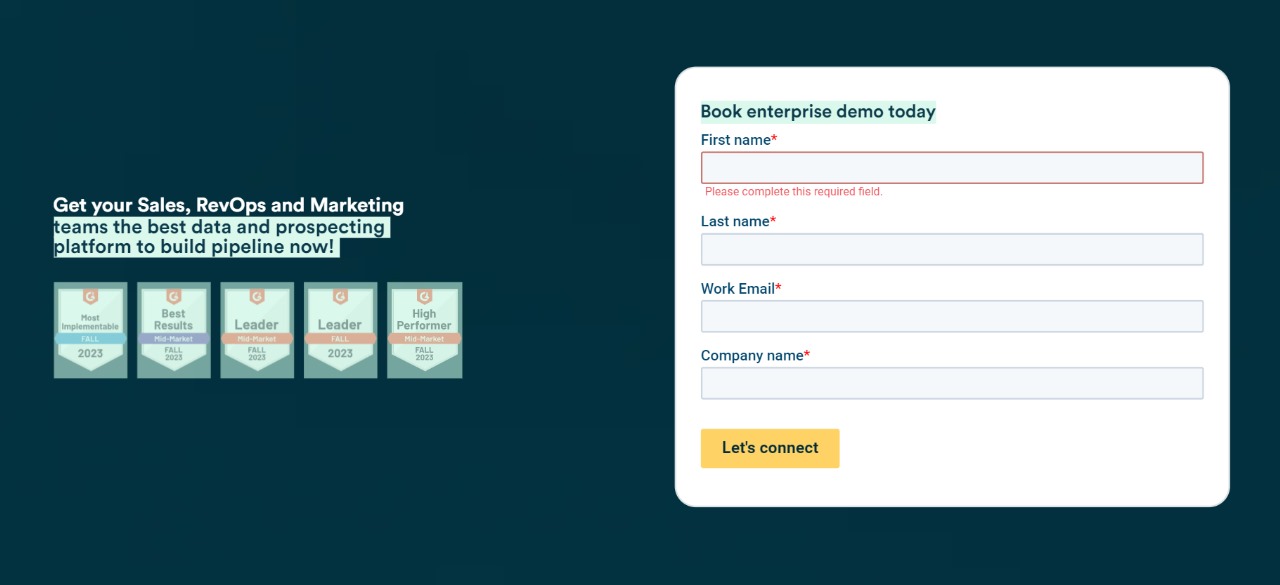 Get your Sales, RevOps and Marketing
teams the best data and prospecting
platform to build pipeline now!
Most
Implementable
FALL
2023
Best
Results
Mid-Market
FALL
2023
Leader
Mid-Market
FALL
2023
Leader
FALL
2023
High
Performer
Mid-Market
FALL
2023
Book enterprise demo today
First name*
Please complete this required field.
Last name*
Work Email*
Company name*
Let's connect